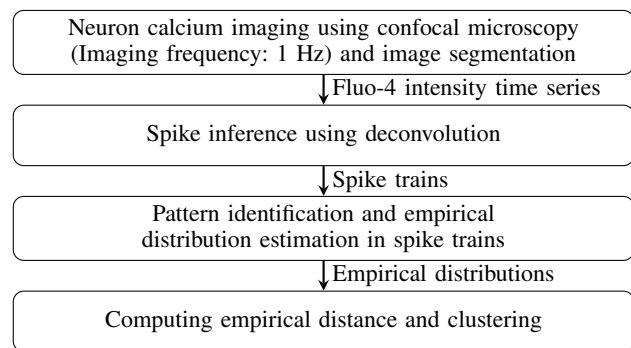 Neuron calcium imaging using confocal microscopy
(Imaging frequency: 1 Hz) and image segmentation
Fluo-4 intensity time series
Spike inference using deconvolution
Spike trains
Pattern identification and empirical
distribution estimation in spike trains
Empirical distributions
Computing empirical distance and clustering